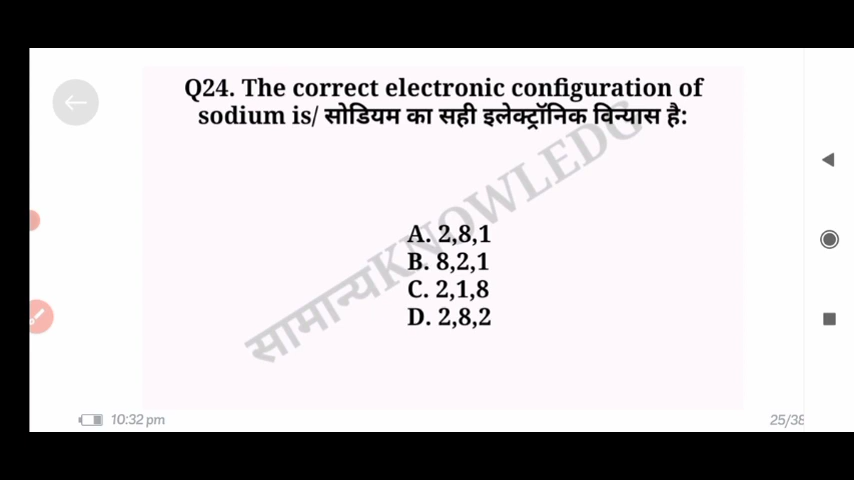 Q24. The correct electronic configuration of
sodium is/ सोडियम का सही इलेक्ट्रॉनिक विन्यास है:
सामान्यKNOWLEDG
A. 2,8,1
B. 8,2,1
C. 2,1,8
D. 2,8,2
10:32 pm
25/38